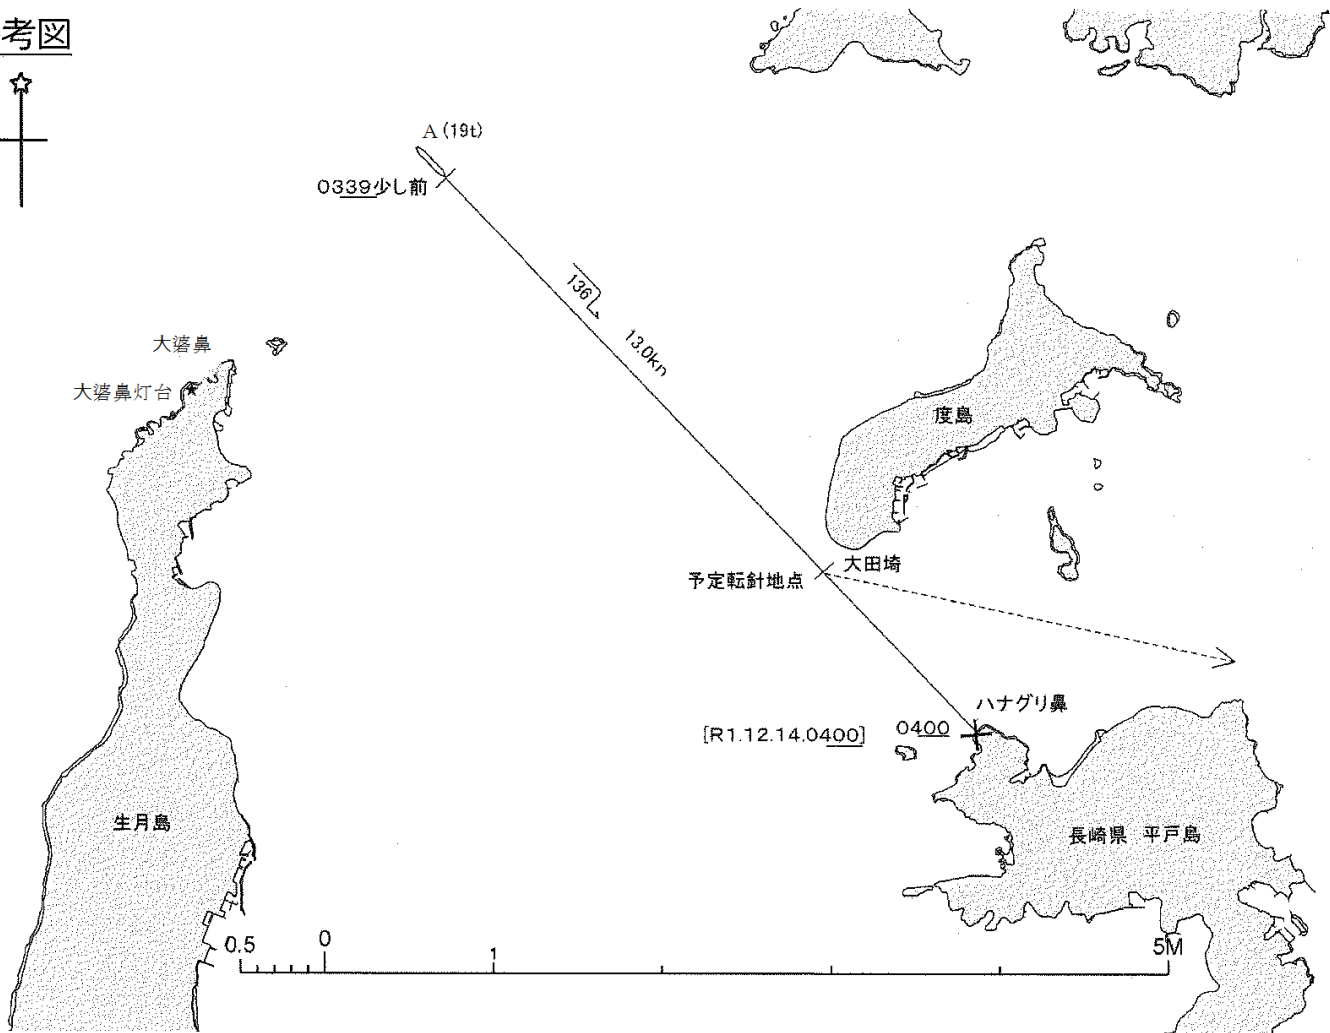 考図
A (19t)
0339少し前
136
13.0kn
大碆鼻
大碆鼻灯台
度島
大田埼
予定転針地点
ハナグリ鼻
[R1.12.14.0400]
0400
生月島
長崎県 平戸島
0.5
0
1
5M